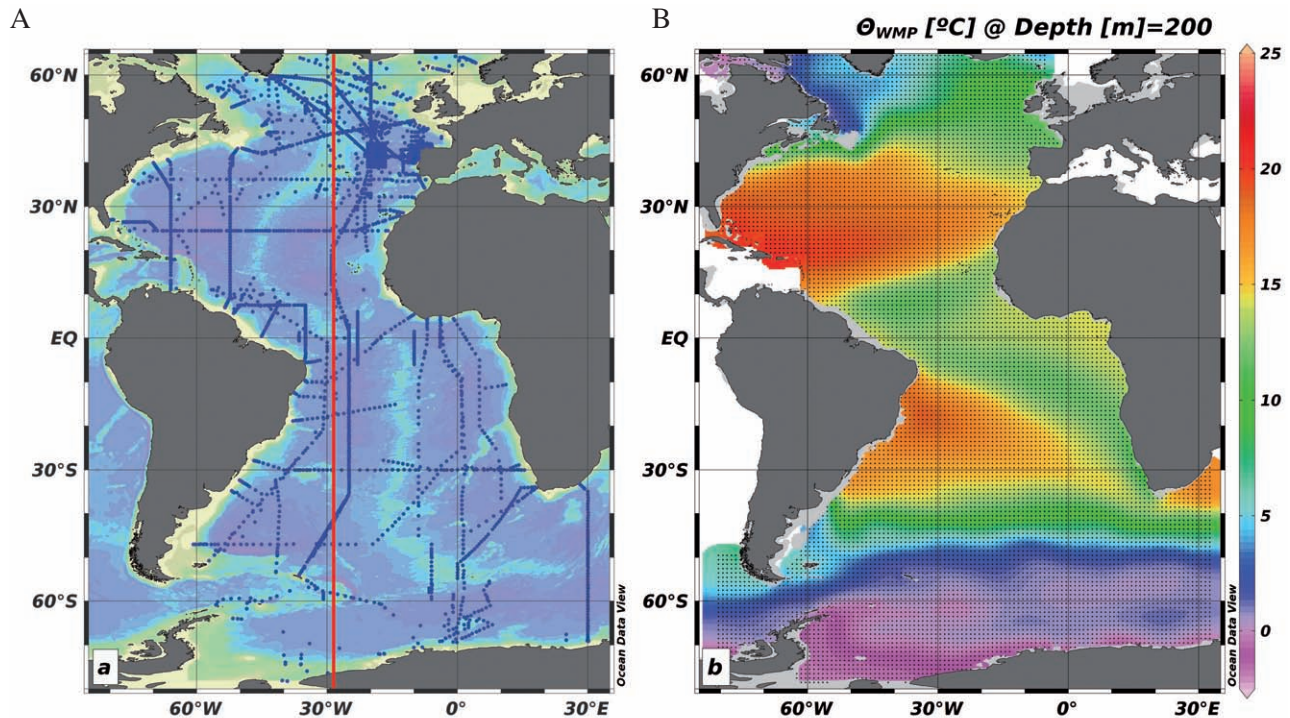 A
B
Θ_WMP [ºC] @ Depth [m]=200
60°N
30°N
EQ
30°S
60°S
60°W
30°W
0°
30°E
a
Ocean Data View
60°N
30°N
EQ
30°S
60°S
60°W
30°W
0°
30°E
b
Ocean Data View
25
20
15
10
5
0